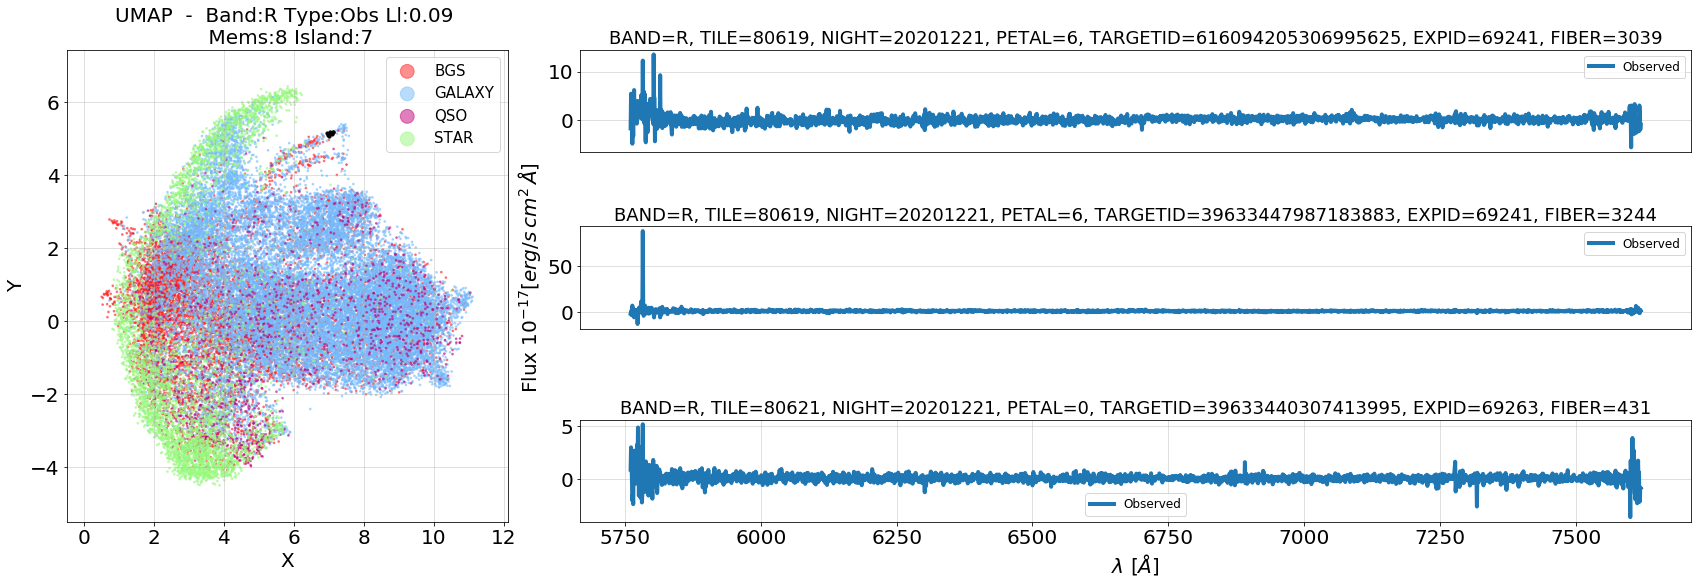 UMAP - Band:R Type:Obs Ll:0.09
Mems:8 Island:7
BGS
GALAXY
QSO
STAR
6
4
2
0
−2
−4
Y
0 2 4 6 8 10 12
X
Flux 10−17[erg/s cm2 Å]
BAND=R, TILE=80619, NIGHT=20201221, PETAL=6, TARGETID=616094205306995625, EXPID=69241, FIBER=3039
Observed
10
0
BAND=R, TILE=80619, NIGHT=20201221, PETAL=6, TARGETID=39633447987183883, EXPID=69241, FIBER=3244
Observed
50
0
BAND=R, TILE=80621, NIGHT=20201221, PETAL=0, TARGETID=39633440307413995, EXPID=69263, FIBER=431
5
0
Observed
5750 6000 6250 6500 6750 7000 7250 7500
λ [Å]